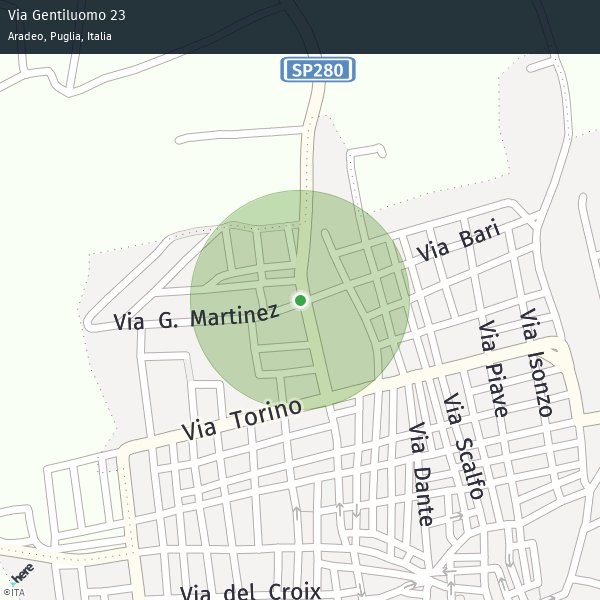 Via Gentiluomo 23
Aradeo, Puglia, Italia
SP280
Via Bari
Via G. Martinez
Via Isonzo
Via Piave
Via Torino
Via Scalfo
Via Dante
Via del Croix
here
©ITA